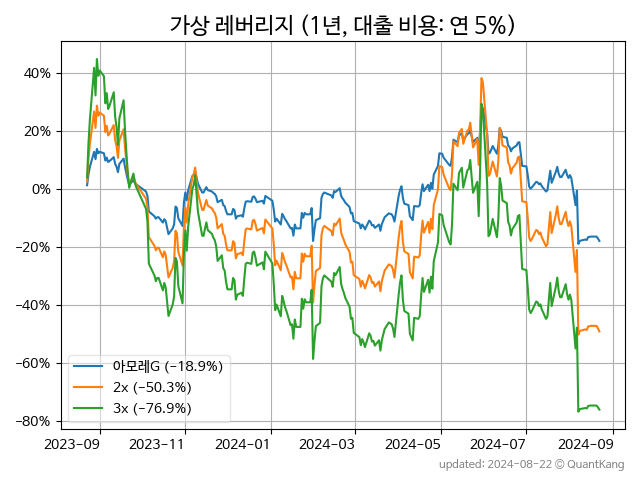 가상 레버리지 (1년, 대출 비용: 연 5%)
40%
20%
0%
−20%
−40%
−60%
−80%
아모레G (−18.9%)
2x (−50.3%)
3x (−76.9%)
2023-09 2023-11 2024-01 2024-03 2024-05 2024-07 2024-09
updated: 2024-08-22 ⓒ QuantKang